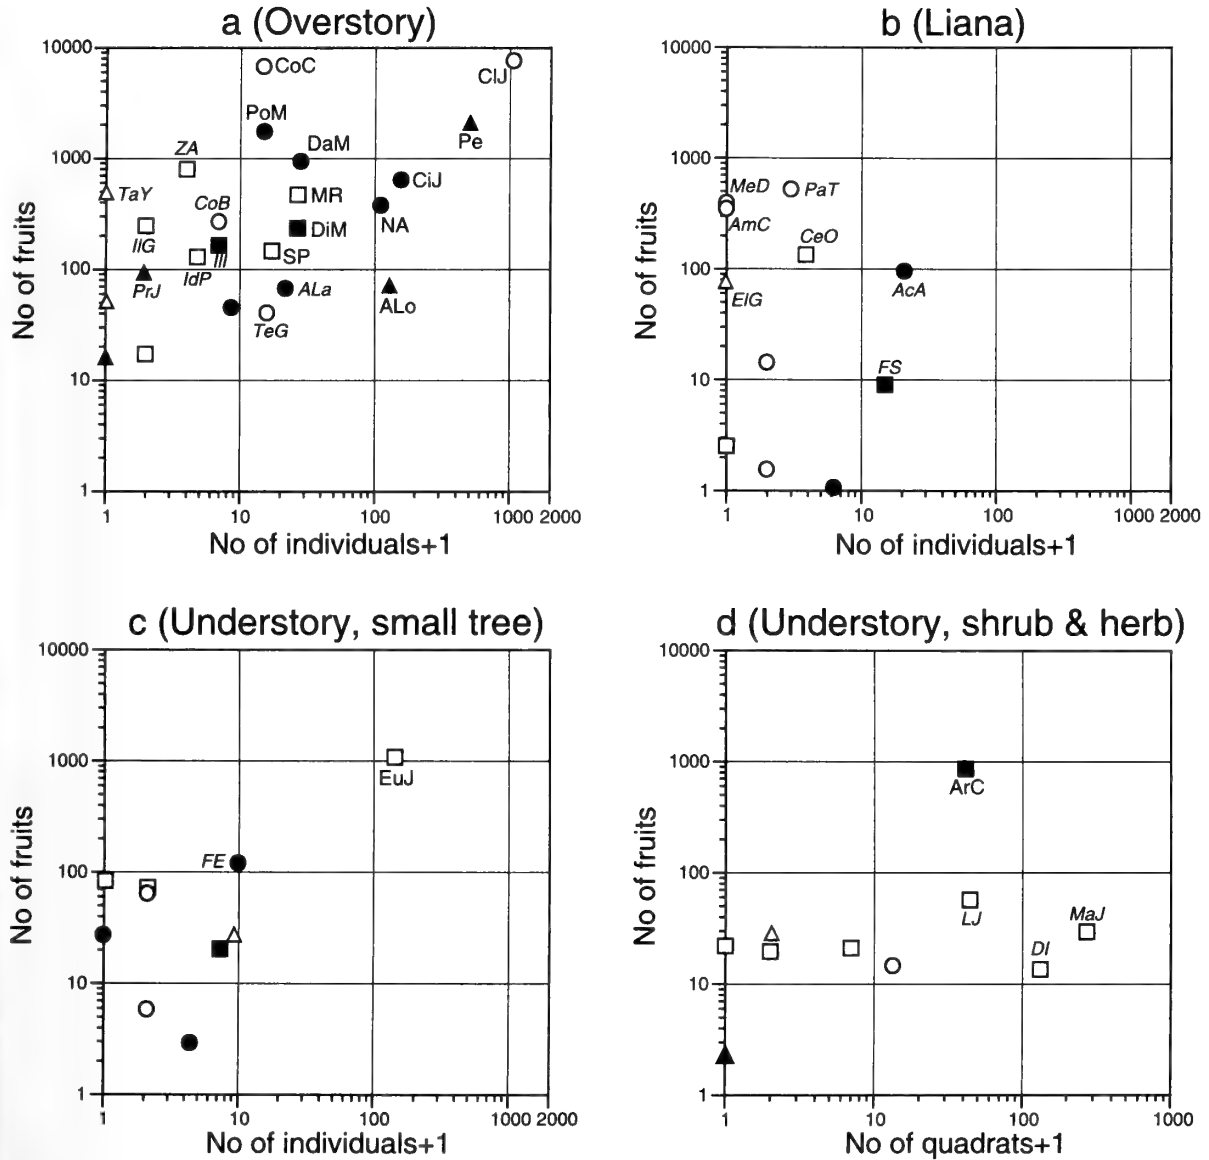 a (Overstory)
No of fruits
10000
1000
100
10
1
CoC
ClJ
PoM
Pe
DaM
ZA
TaY
CiJ
MR
CoB
NA
IlG
III
DiM
SP
IdP
PrJ
ALa
ALo
TeG
1 10 100 1000 2000
No of individuals+1
b (Liana)
No of fruits
10000
1000
100
10
1
MeD
PaT
AmC
CeO
ElG
AcA
FS
1 10 100 1000 2000
No of individuals+1
c (Understory, small tree)
No of fruits
10000
1000
100
10
1
EuJ
FE
1 10 100 1000 2000
No of individuals+1
d (Understory, shrub & herb)
No of fruits
10000
1000
100
10
1
ArC
LJ
MaJ
DI
1 10 100 1000
No of quadrats+1